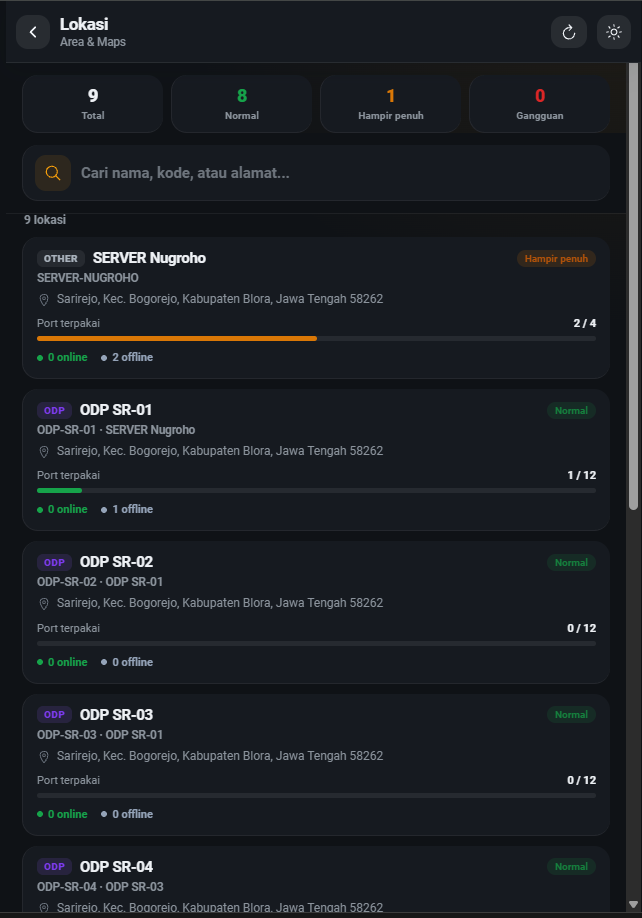 Lokasi
Area & Maps
9
Total
8
Normal
1
Hampir penuh
0
Gangguan
Cari nama, kode, atau alamat...
9 lokasi
OTHER SERVER Nugroho Hampir penuh
SERVER-NUGROHO
Sarirejo, Kec. Bogorejo, Kabupaten Blora, Jawa Tengah 58262
Port terpakai 2 / 4
0 online 2 offline
ODP ODP SR-01 Normal
ODP-SR-01 · SERVER Nugroho
Sarirejo, Kec. Bogorejo, Kabupaten Blora, Jawa Tengah 58262
Port terpakai 1 / 12
0 online 1 offline
ODP ODP SR-02 Normal
ODP-SR-02 · ODP SR-01
Sarirejo, Kec. Bogorejo, Kabupaten Blora, Jawa Tengah 58262
Port terpakai 0 / 12
0 online 0 offline
ODP ODP SR-03 Normal
ODP-SR-03 · ODP SR-01
Sarirejo, Kec. Bogorejo, Kabupaten Blora, Jawa Tengah 58262
Port terpakai 0 / 12
0 online 0 offline
ODP ODP SR-04 Normal
ODP-SR-04 · ODP SR-03
Sarirejo, Kec. Bogorejo, Kabupaten Blora, Jawa Tengah 58262